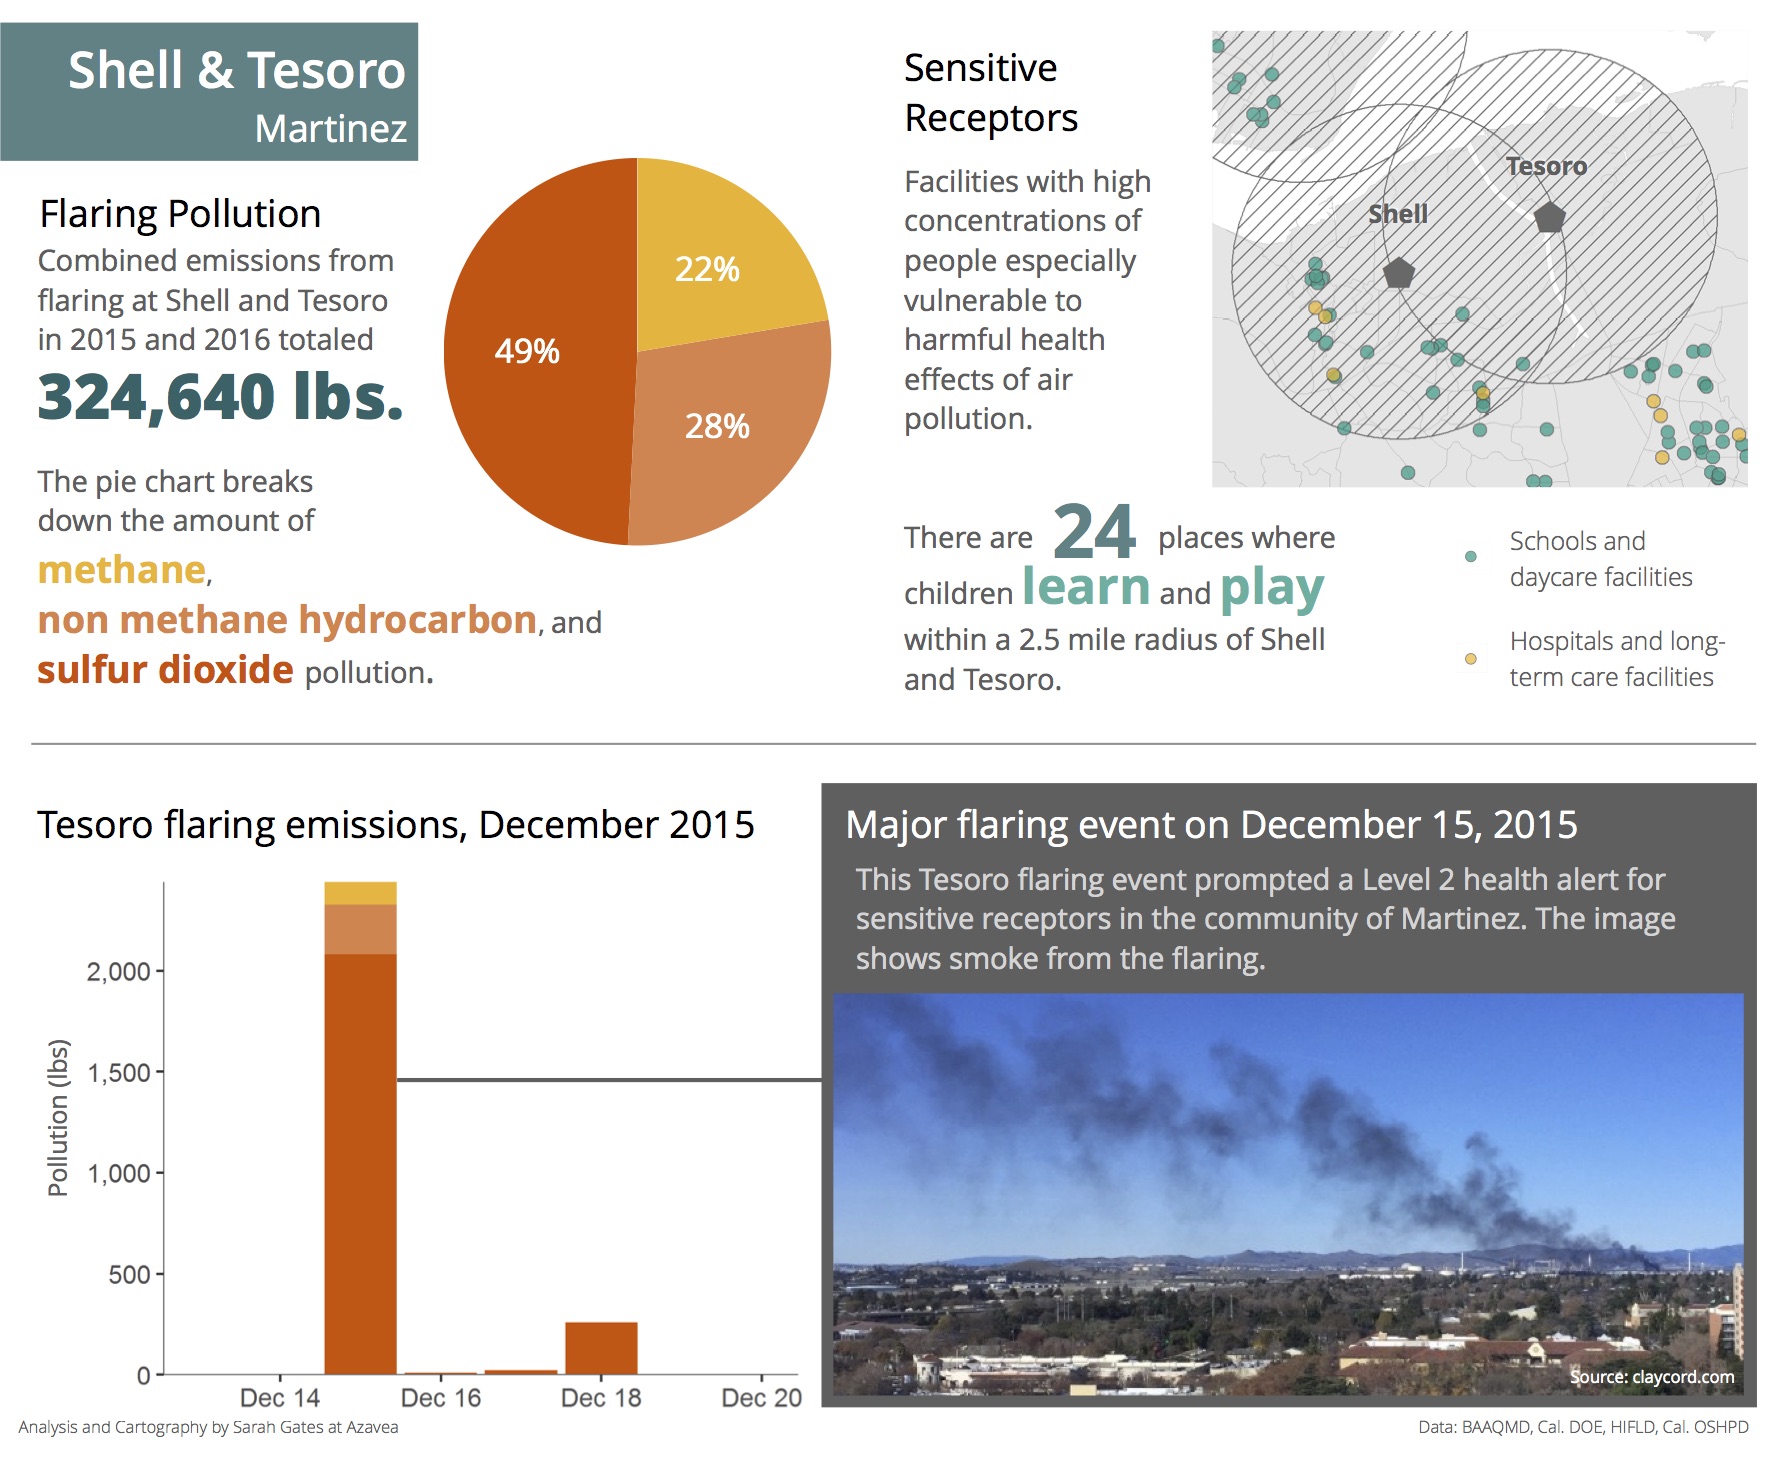 Shell & Tesoro
Martinez
Flaring Pollution
Combined emissions from
flaring at Shell and Tesoro
in 2015 and 2016 totaled
324,640 lbs.
The pie chart breaks
down the amount of
methane,
non methane hydrocarbon, and
sulfur dioxide pollution.
22%
49%
28%
Sensitive
Receptors
Facilities with high
concentrations of
people especially
vulnerable to
harmful health
effects of air
pollution.
Tesoro
Shell
There are 24 places where
children learn and play
within a 2.5 mile radius of Shell
and Tesoro.
Schools and
daycare facilities
Hospitals and long-
term care facilities
Tesoro flaring emissions, December 2015
Pollution (lbs)
2,000
1,500
1,000
500
0
Dec 14
Dec 16
Dec 18
Dec 20
Major flaring event on December 15, 2015
This Tesoro flaring event prompted a Level 2 health alert for
sensitive receptors in the community of Martinez. The image
shows smoke from the flaring.
Source: claycord.com
Analysis and Cartography by Sarah Gates at Azavea
Data: BAAQMD, Cal. DOE, HIFLD, Cal. OSHPD